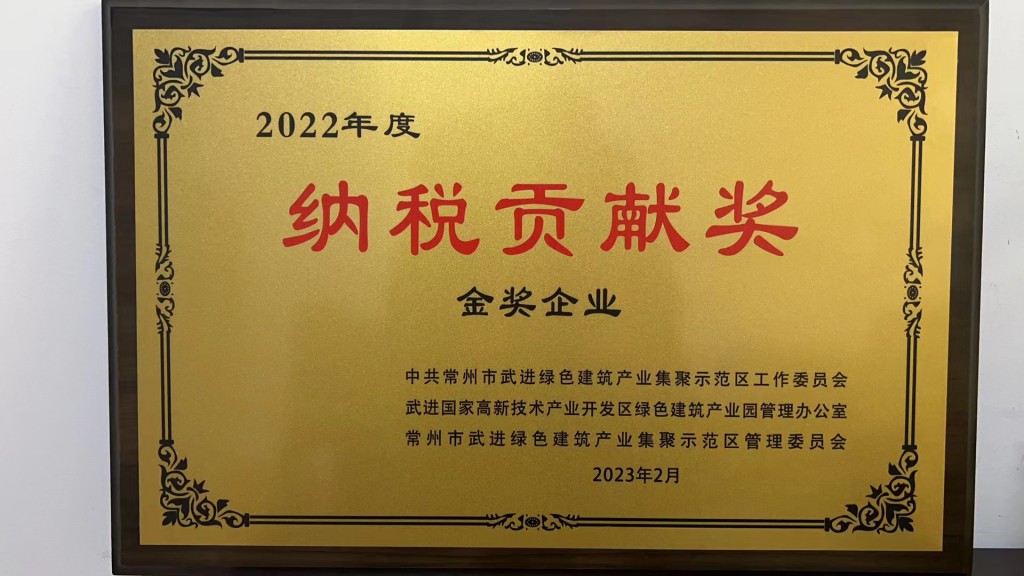 2022年度
纳税贡献奖
金奖企业
中共常州市武进绿色建筑产业集聚示范区工作委员会
武进国家高新技术产业开发区绿色建筑产业园管理办公室
常州市武进绿色建筑产业集聚示范区管理委员会
2023年2月